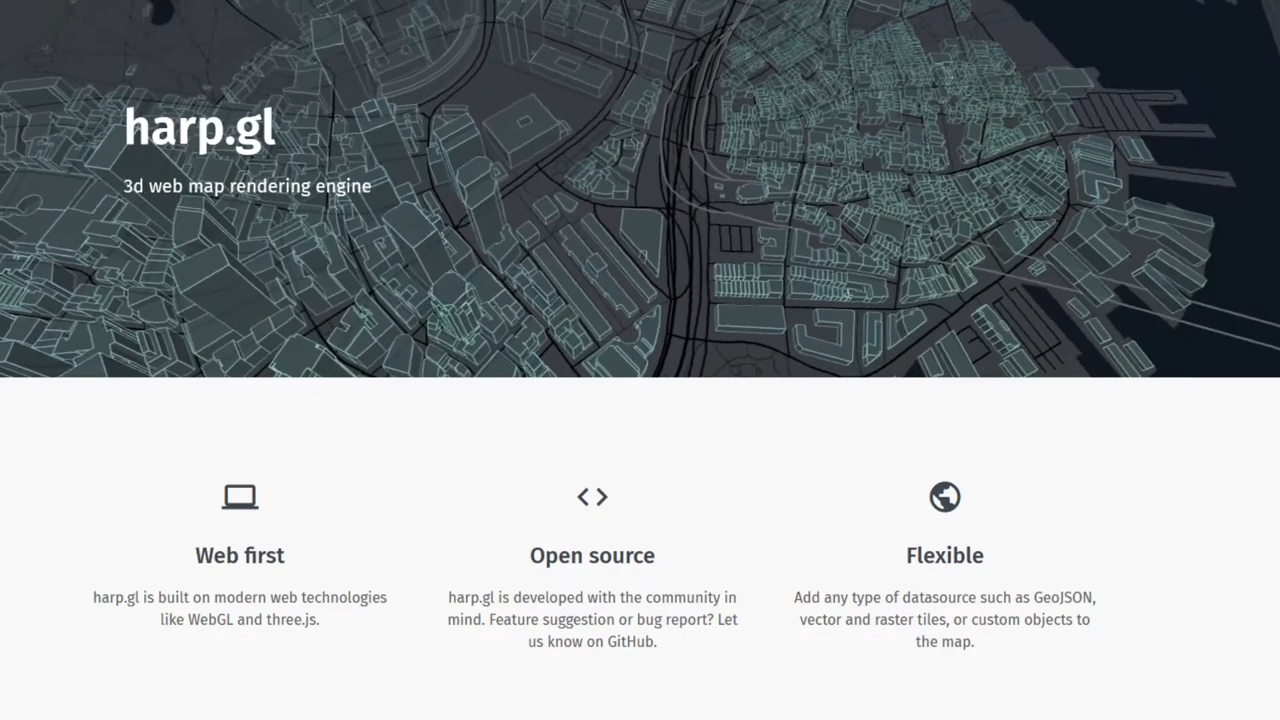 harp.gl
3d web map rendering engine
Web first
harp.gl is built on modern web technologies
like WebGL and three.js.
Open source
harp.gl is developed with the community in
mind. Feature suggestion or bug report? Let
us know on GitHub.
Flexible
Add any type of datasource such as GeoJSON,
vector and raster tiles, or custom objects to
the map.